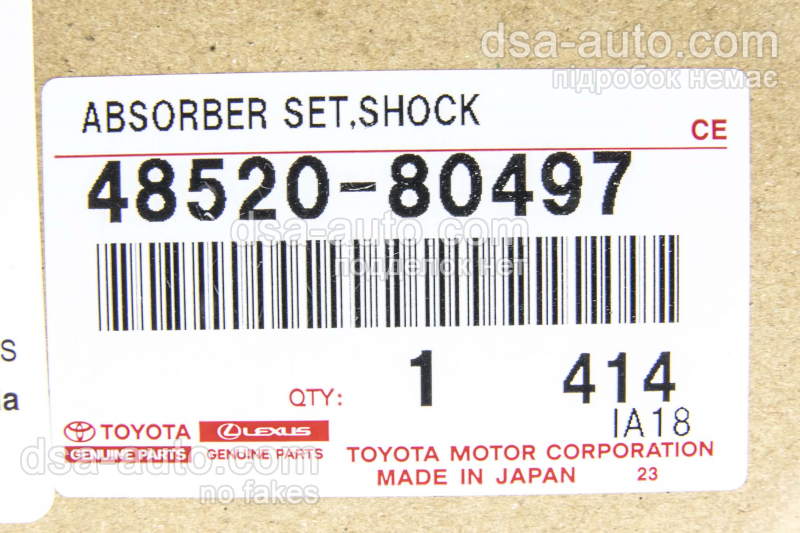 dsa-auto.com
підробок немає
ABSORBER SET,SHOCK
CE
48520-80497
dsa-auto.com
подделок нет
QTY: 1 414
IA18
TOYOTA LEXUS
GENUINE PARTS GENUINE PARTS
TOYOTA MOTOR CORPORATION
MADE IN JAPAN 23
dsa-auto.com
no fakes
S
ia